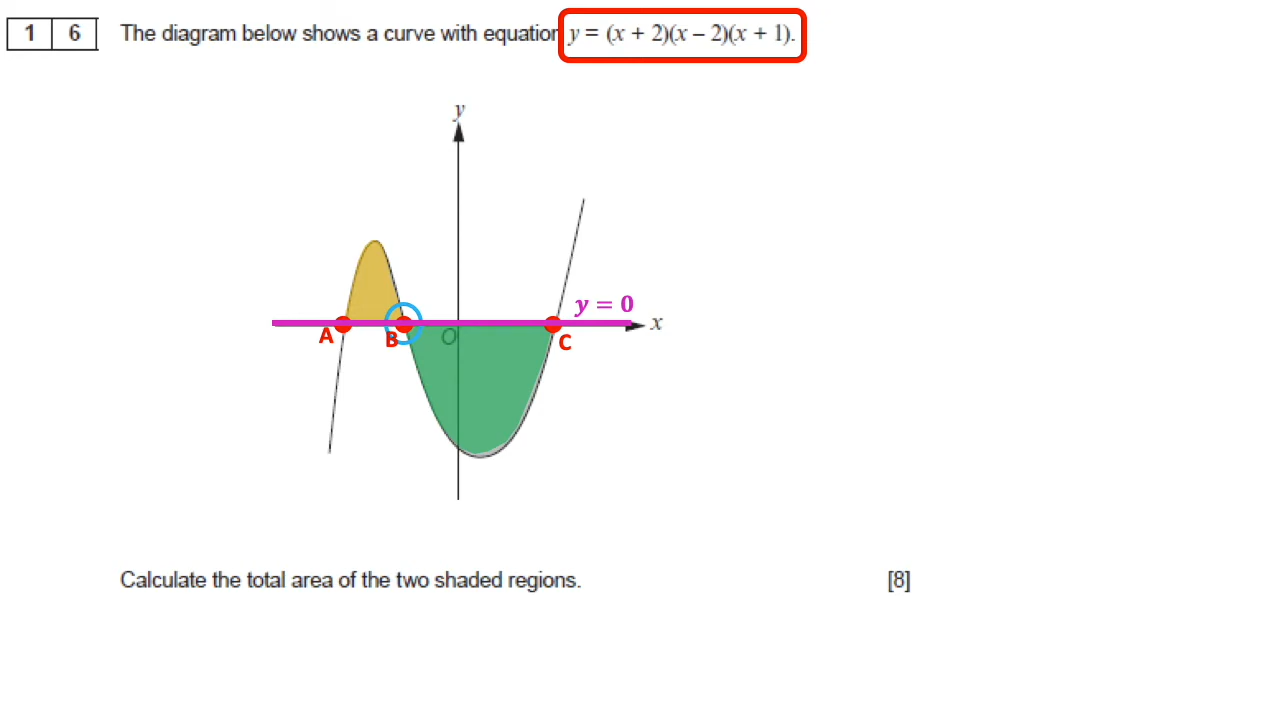 1 6 The diagram below shows a curve with equation y = (x + 2)(x – 2)(x + 1).
y
y = 0
x
A
B
O
C
Calculate the total area of the two shaded regions. [8]